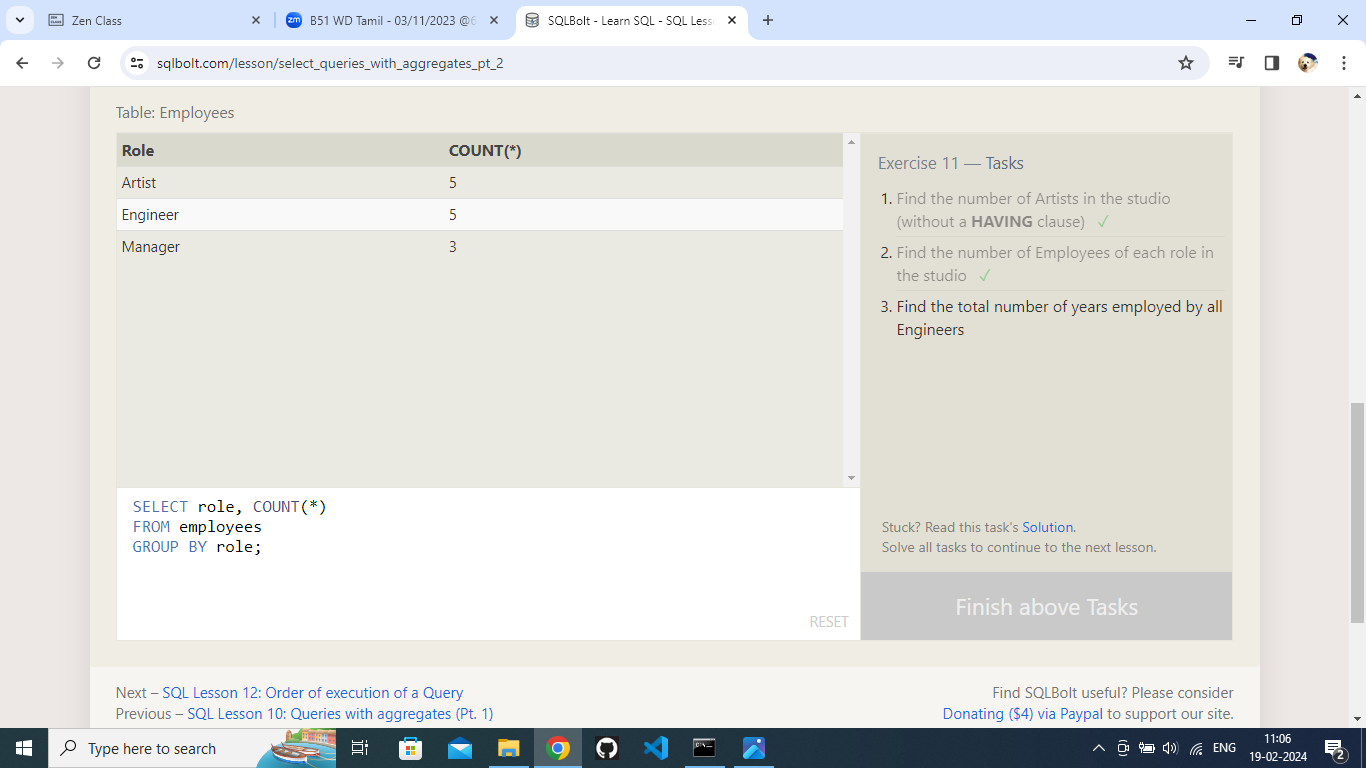 Zen Class
B51 WD Tamil - 03/11/2023 @6
SQLBolt - Learn SQL - SQL Less
sqlbolt.com/lesson/select_queries_with_aggregates_pt_2
Table: Employees
Role COUNT(*)
Artist 5
Engineer 5
Manager 3
SELECT role, COUNT(*)
FROM employees
GROUP BY role;
RESET
Exercise 11 — Tasks
1. Find the number of Artists in the studio
(without a HAVING clause) ✓
2. Find the number of Employees of each role in
the studio ✓
3. Find the total number of years employed by all
Engineers
Stuck? Read this task's Solution.
Solve all tasks to continue to the next lesson.
Finish above Tasks
Next – SQL Lesson 12: Order of execution of a Query
Previous – SQL Lesson 10: Queries with aggregates (Pt. 1)
Find SQLBolt useful? Please consider
Donating ($4) via Paypal to support our site.
Type here to search
ENG
11:06
19-02-2024
2